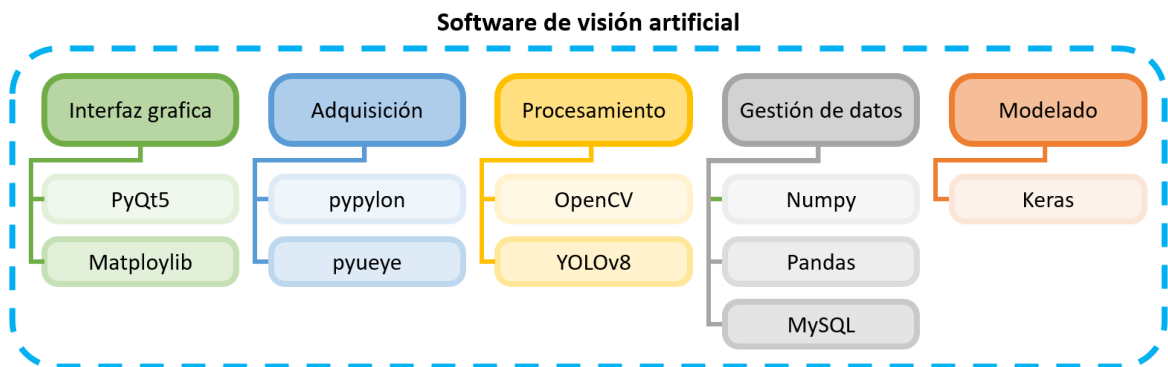 Software de visión artificial
Interfaz grafica
PyQt5
Matploylib
Adquisición
pypylon
pyueye
Procesamiento
OpenCV
YOLOv8
Gestión de datos
Numpy
Pandas
MySQL
Modelado
Keras